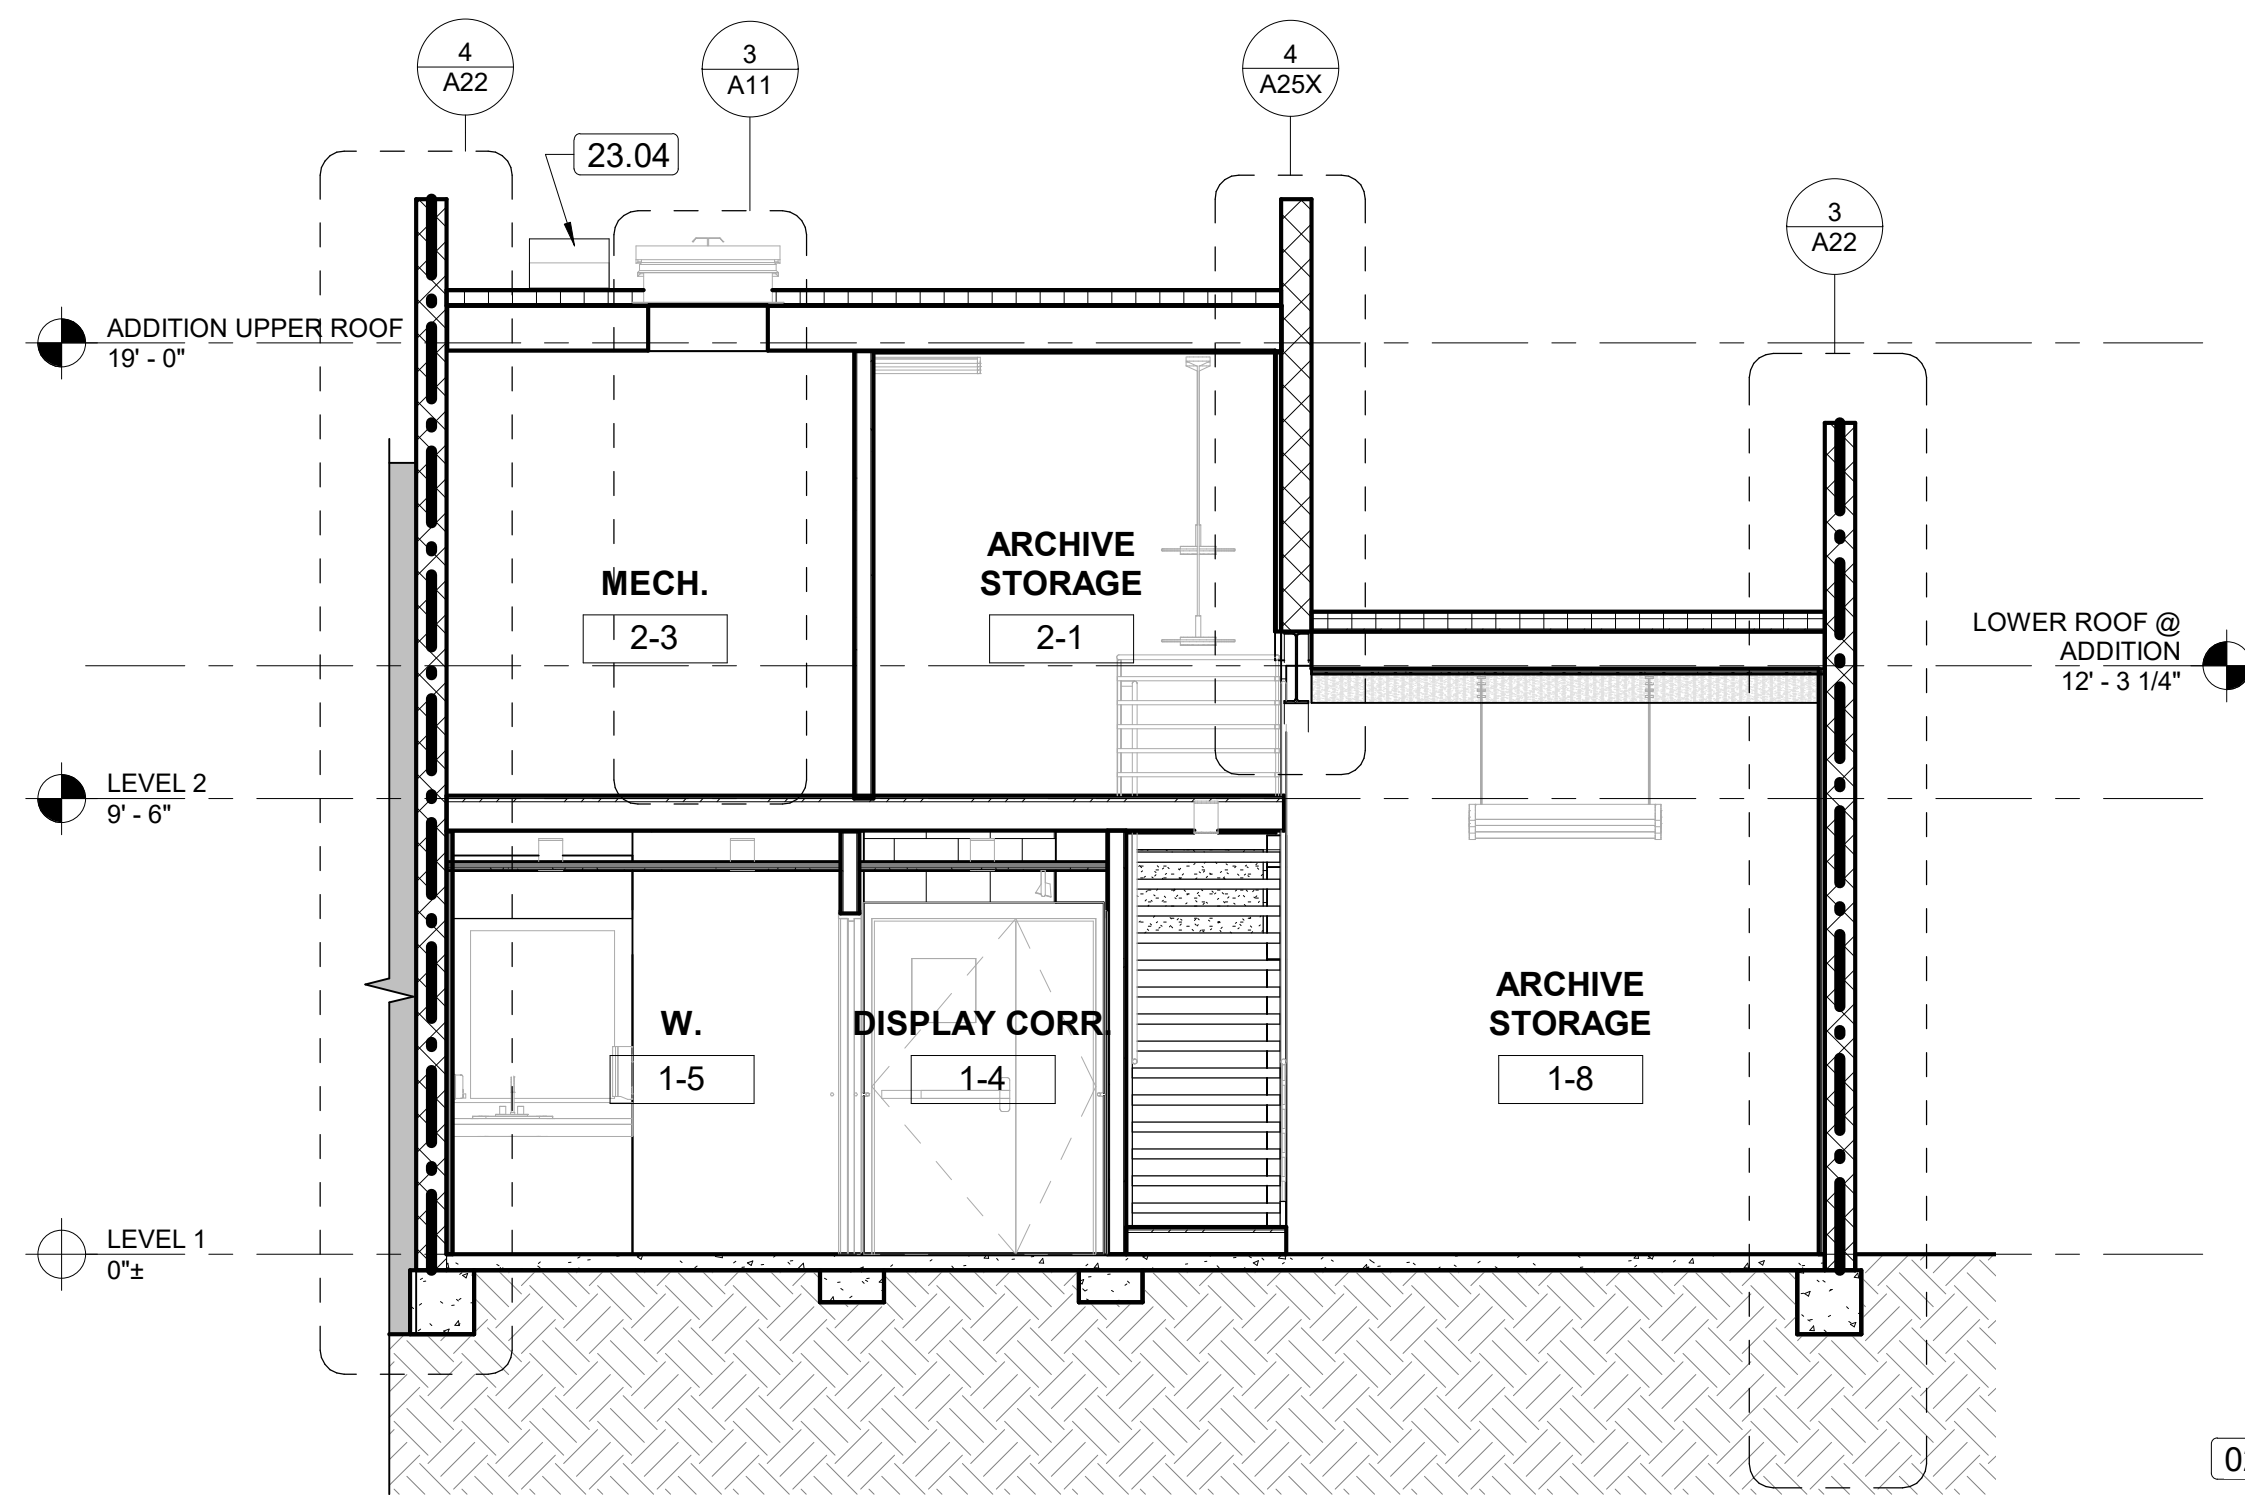 4
A22
3
A11
4
A25X
23.04
3
A22
ADDITION UPPER ROOF
19' - 0"
ARCHIVE
STORAGE
2-1
MECH.
2-3
LOWER ROOF @
ADDITION
12' - 3 1/4"
LEVEL 2
9' - 6"
ARCHIVE
STORAGE
1-8
W.
1-5
DISPLAY CORR.
1-4
LEVEL 1
0"±